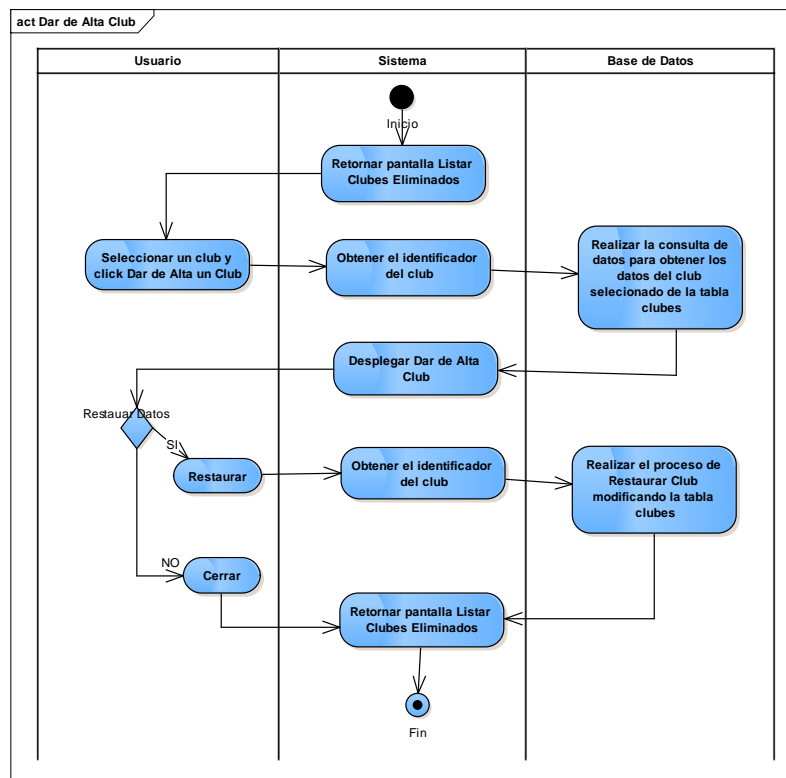 act Dar de Alta Club
Usuario
Sistema
Base de Datos
Inicio
Retornar pantalla Listar
Clubes Eliminados
Seleccionar un club y
click Dar de Alta un Club
Obtener el identificador
del club
Realizar la consulta de
datos para obtener los
datos del club
selecionado de la tabla
clubes
Desplegar Dar de Alta
Club
Restauar Datos
SI
Restaurar
Obtener el identificador
del club
Realizar el proceso de
Restaurar Club
modificando la tabla
clubes
NO
Cerrar
Retornar pantalla Listar
Clubes Eliminados
Fin